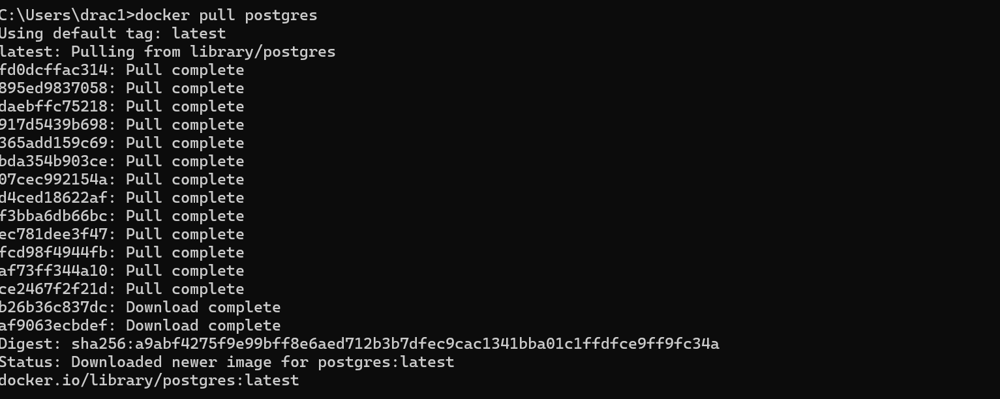 C:\Users\drac1>docker pull postgres
Using default tag: latest
latest: Pulling from library/postgres
fd0dcffac314: Pull complete
895ed9837058: Pull complete
daebffc75218: Pull complete
917d5439b698: Pull complete
365add159c69: Pull complete
bda354b903ce: Pull complete
07cec992154a: Pull complete
d4ced18622af: Pull complete
f3bba6db66bc: Pull complete
ec781dee3f47: Pull complete
fcd98f4944fb: Pull complete
af73ff344a10: Pull complete
ce2467f2f21d: Pull complete
b26b36c837dc: Download complete
af9063ecbdef: Download complete
Digest: sha256:a9abf4275f9e99bff8e6aed712b3b7dfec9cac1341bba01c1ffdfce9ff9fc34a
Status: Downloaded newer image for postgres:latest
docker.io/library/postgres:latest